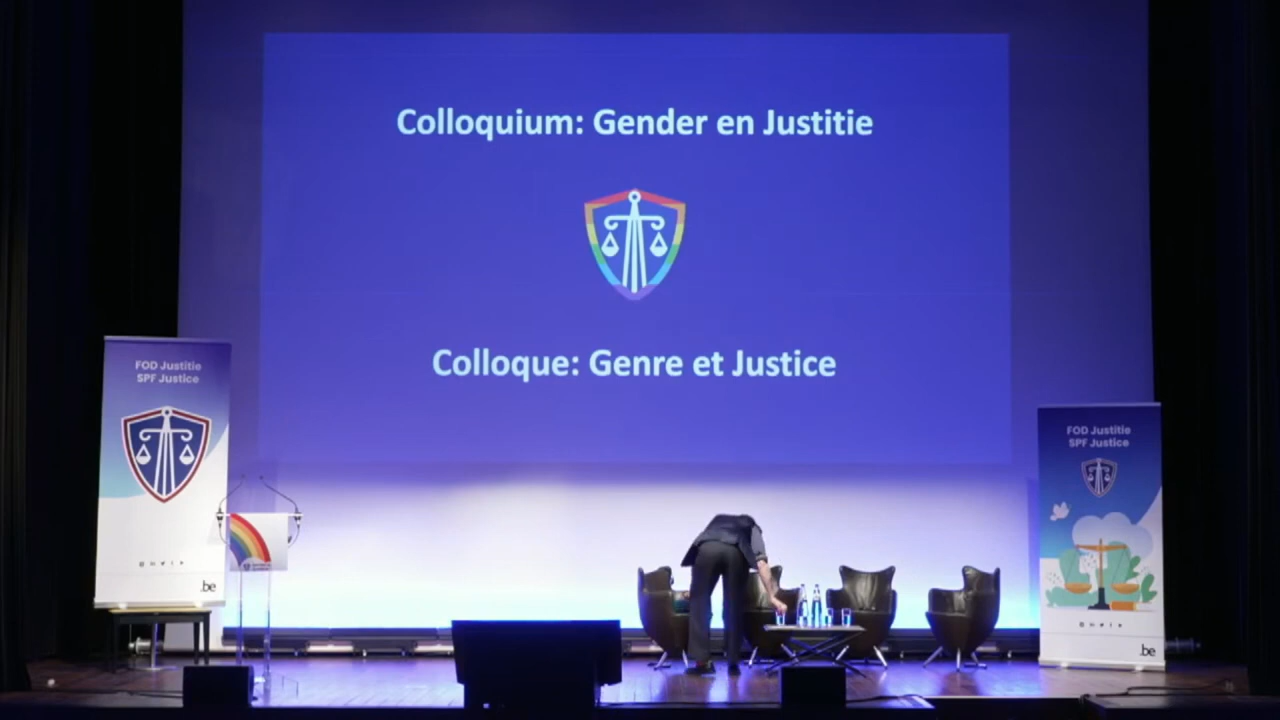 Colloquium: Gender en Justitie
Colloque: Genre et Justice
FOD Justitie
SPF Justice
.be
FOD Justitie
SPF Justice
.be